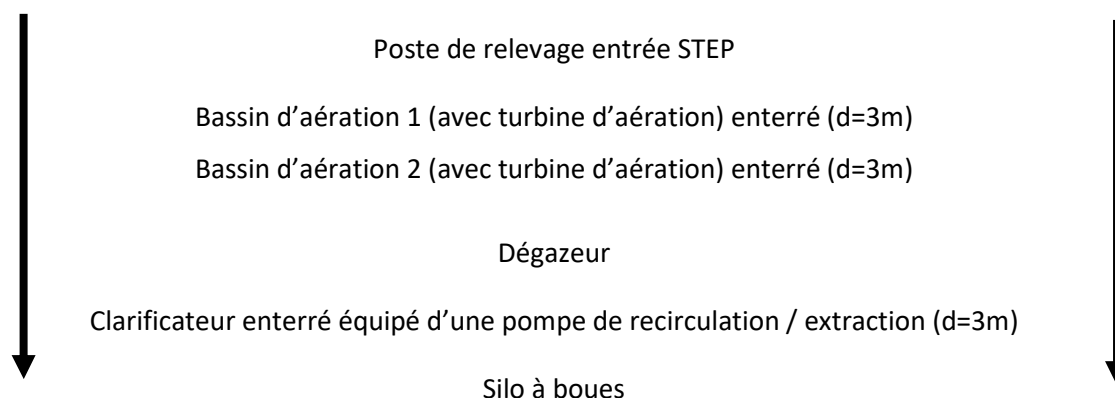 Poste de relevage entrée STEP
Bassin d’aération 1 (avec turbine d’aération) enterré (d=3m)
Bassin d’aération 2 (avec turbine d’aération) enterré (d=3m)
Dégazeur
Clarificateur enterré équipé d’une pompe de recirculation / extraction (d=3m)
Silo à boues